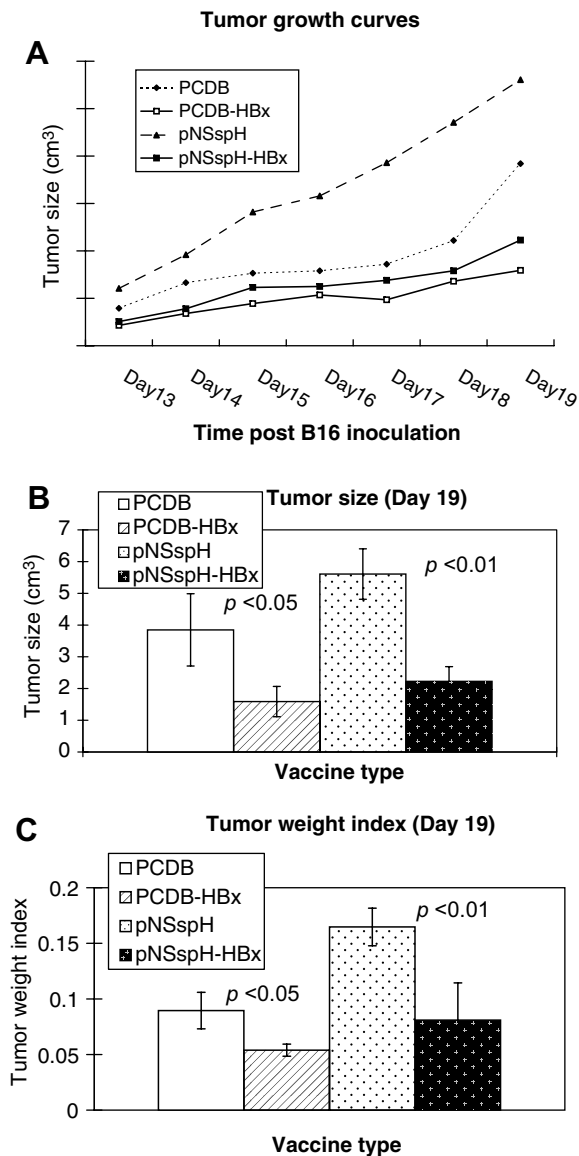 Tumor growth curves
A
PCDB
PCDB-HBx
pNSspH
pNSspH-HBx
Tumor size (cm³)
Day13
Day14
Day15
Day16
Day17
Day18
Day19
Time post B16 inoculation
B
Tumor size (Day 19)
PCDB
PCDB-HBx
pNSspH
pNSspH-HBx
7
6
5
4
3
2
1
0
Tumor size (cm³)
p <0.05
p <0.01
Vaccine type
C
Tumor weight index (Day 19)
PCDB
PCDB-HBx
pNSspH
pNSspH-HBx
0.2
0.15
0.1
0.05
0
Tumor weight index
p <0.05
p <0.01
Vaccine type